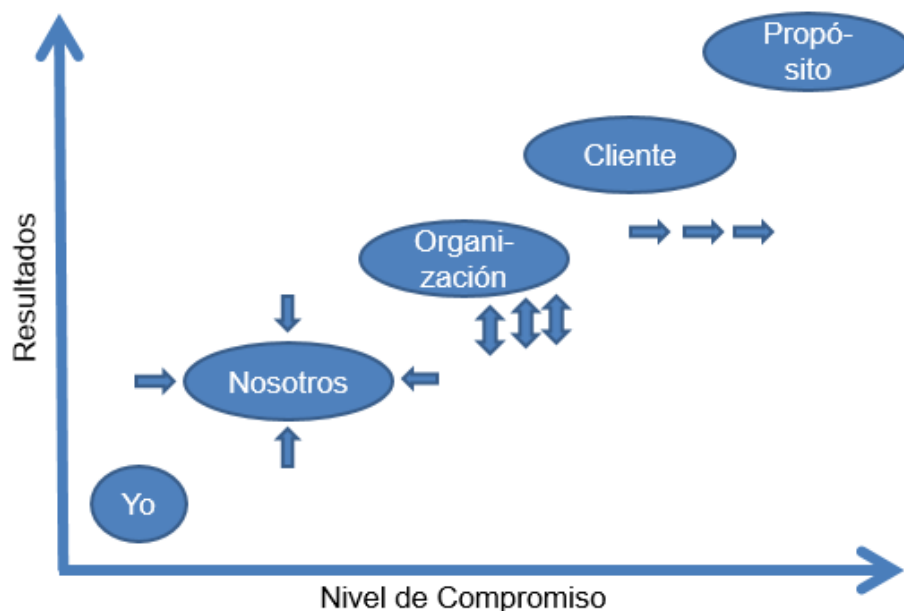 Propó-
sito
Cliente
Organi-
zación
Nosotros
Yo
Resultados
Nivel de Compromiso